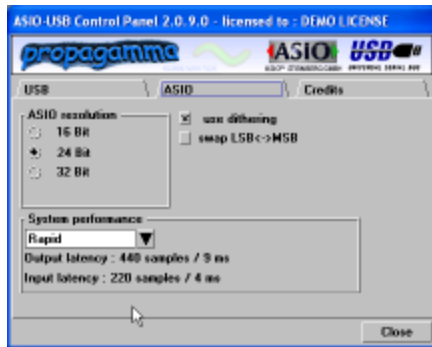 ASIO-USB Control Panel 2.0.9.0 - licensed to : DEMO LICENSE
propagamma
ASIO
USB
USB
ASIO
Credits
ASIO resolution
16 Bit
24 Bit
32 Bit
use dithering
swap LSB<->MSB
System performance
Rapid
Output latency : 440 samples / 9 ms
Input latency : 220 samples / 4 ms
Close